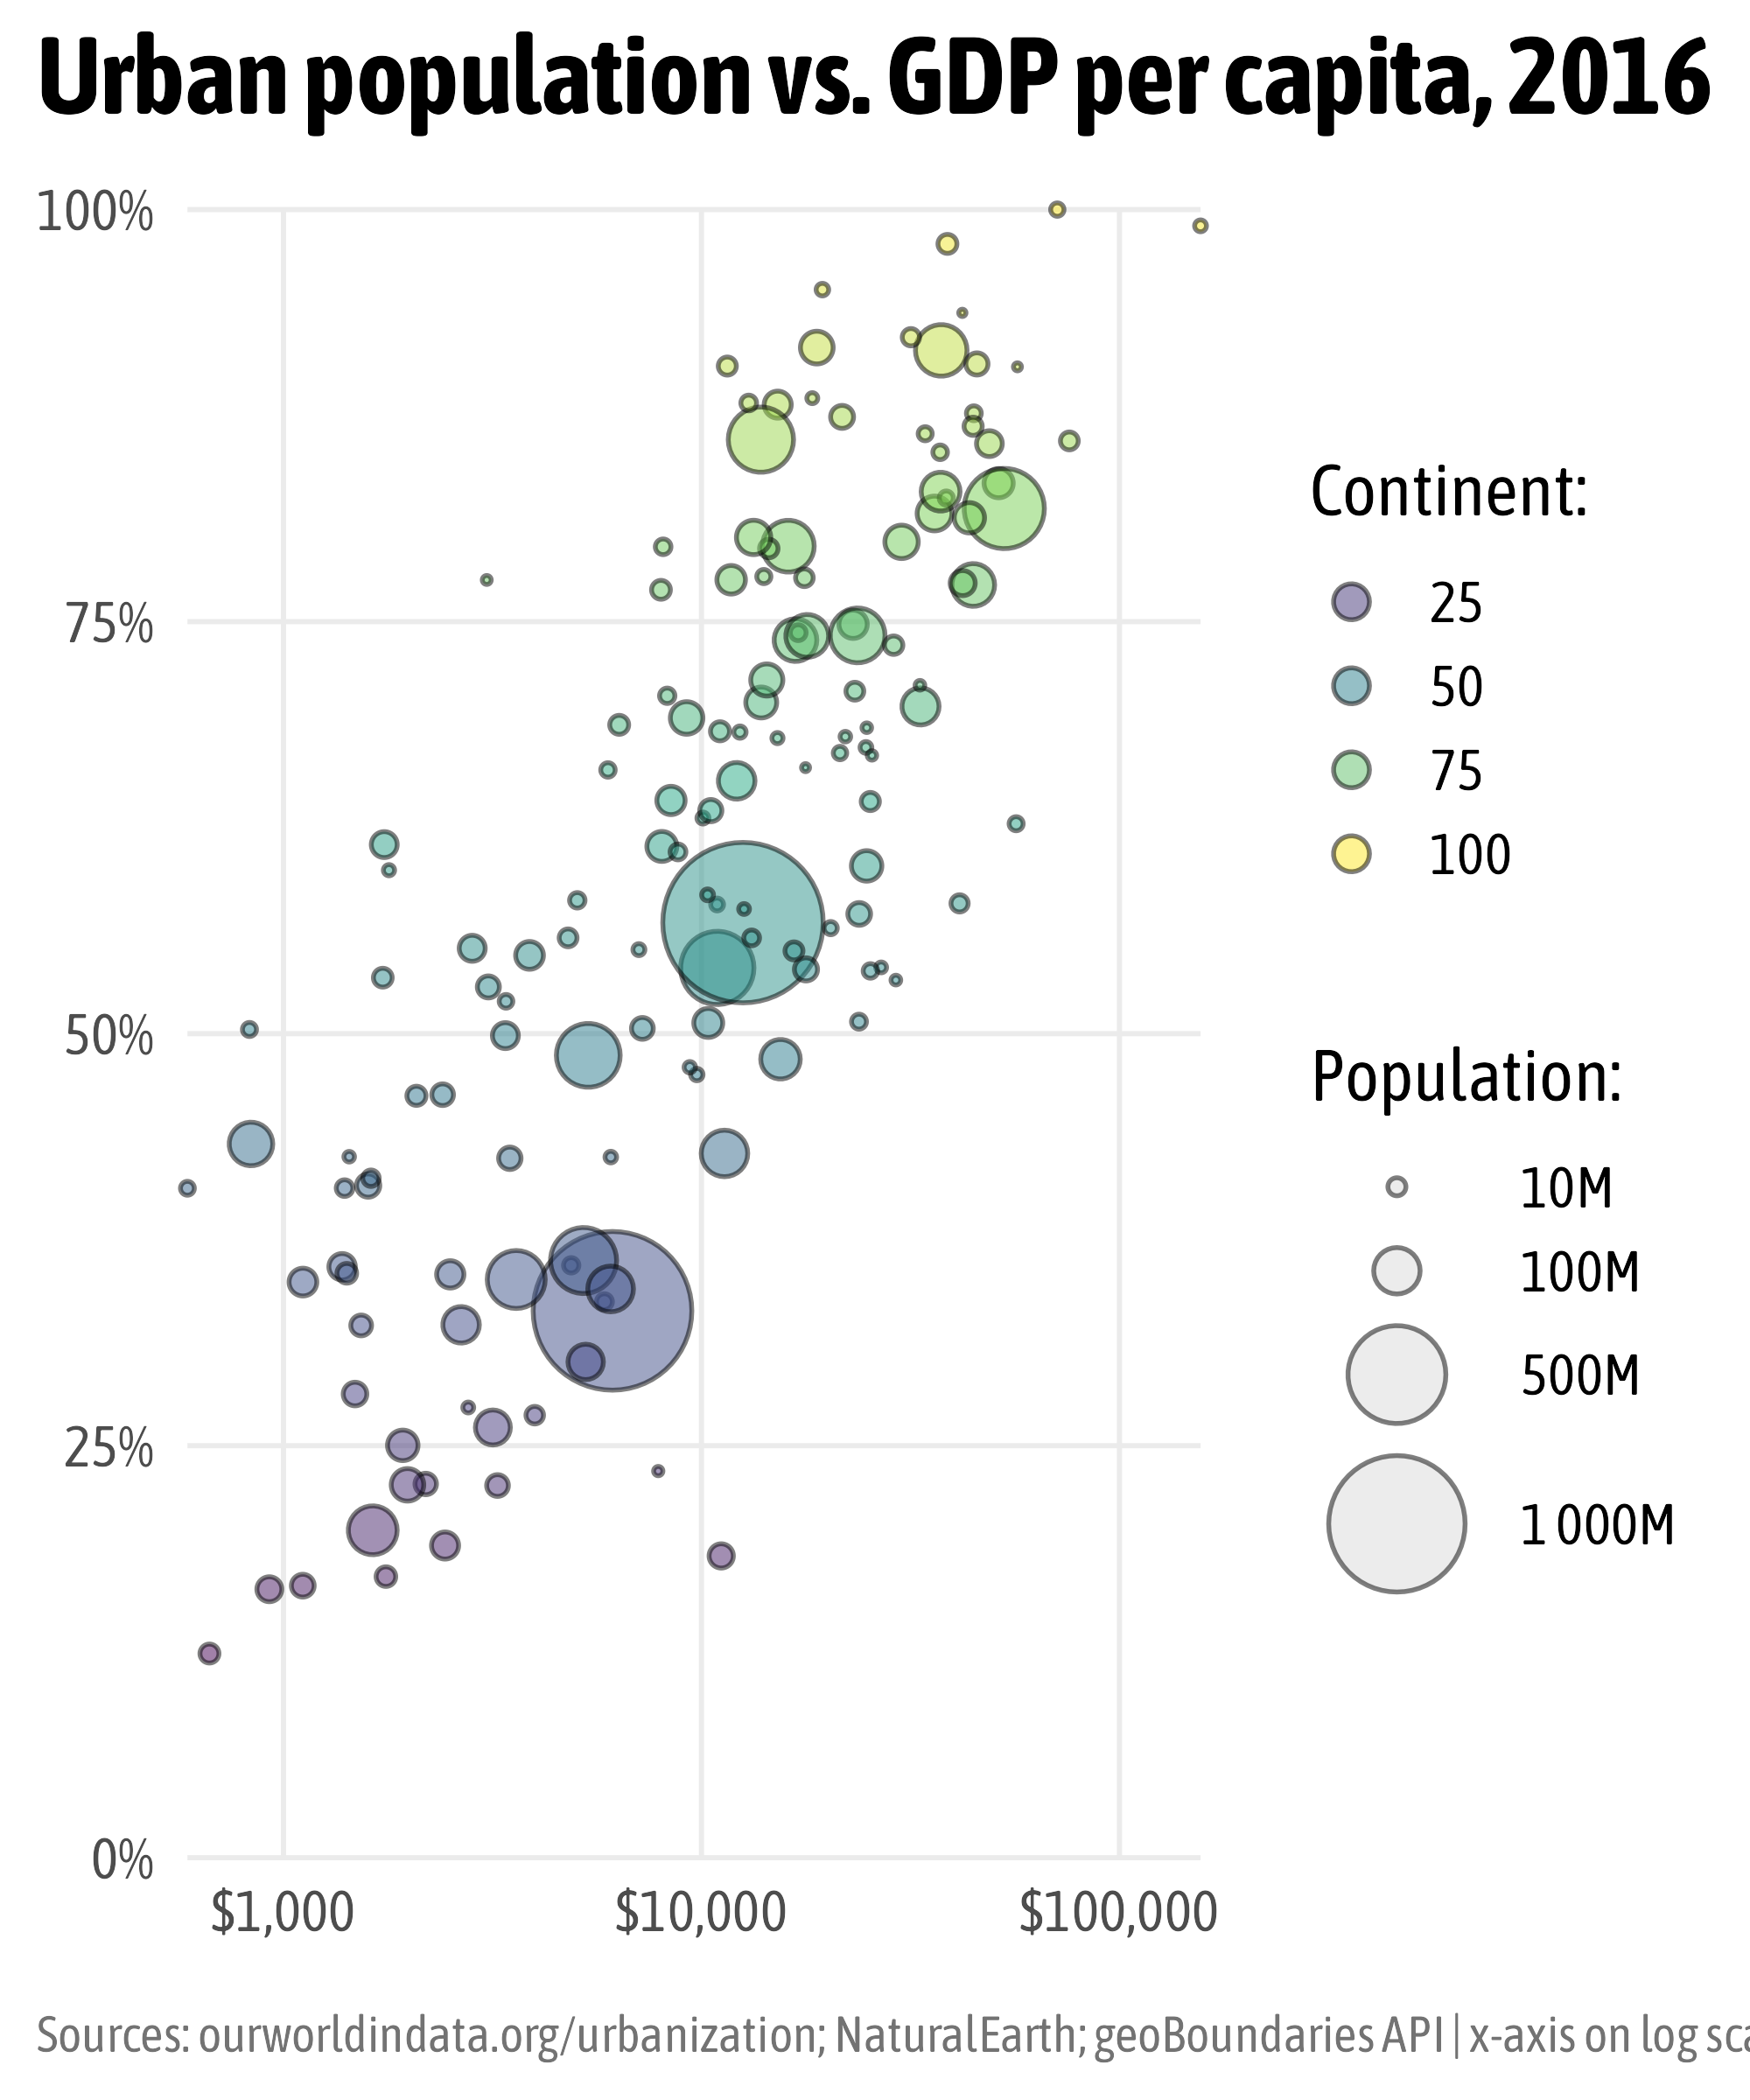 Urban population vs. GDP per capita, 2016
100%
75%
50%
25%
0%
$1,000
$10,000
$100,000
Continent:
25
50
75
100
Population:
10M
100M
500M
1 000M
Sources: ourworldindata.org/urbanization; NaturalEarth; geoBoundaries API | x-axis on log sca